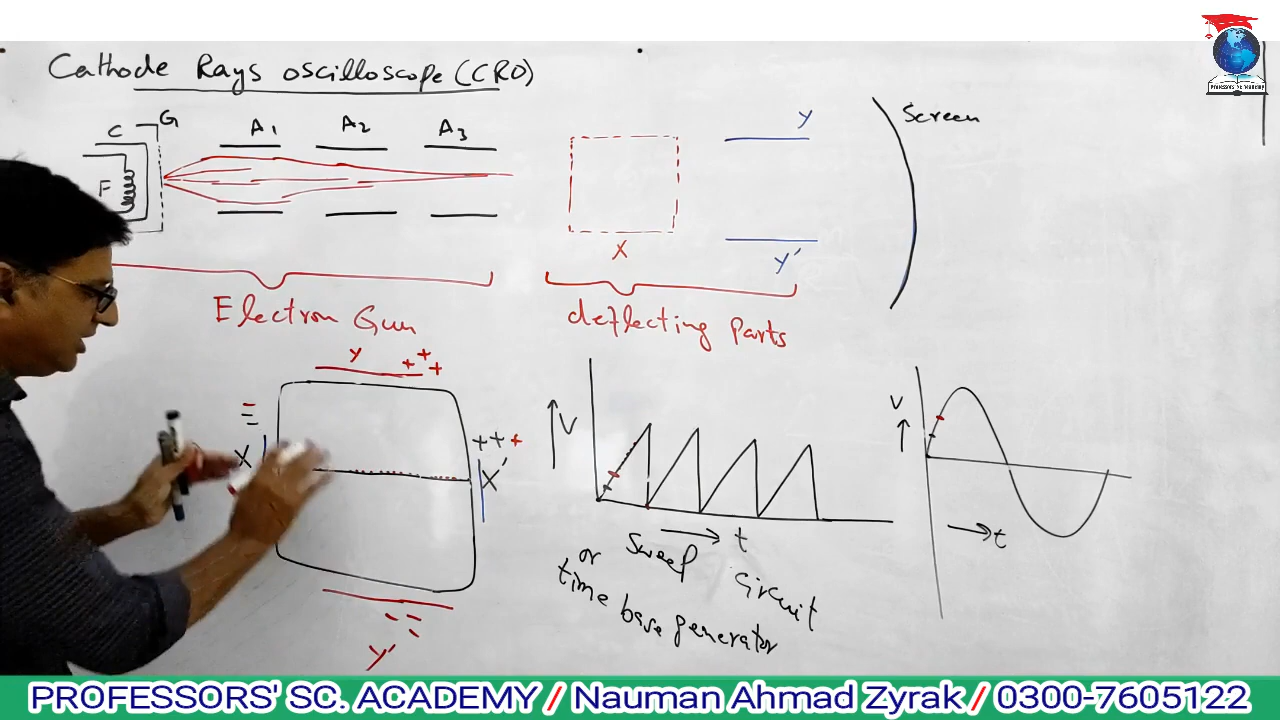 Cathode Rays oscilloscope (CRO)
C G A1 A2 A3
F
X
y
y'
Screen
Electron Gun
deflecting Parts
y + + +
X
+ + +
X'
y'
V
t
or Sweep circuit
time base generator
V
t
PROFESSORS' SC. ACADEMY / Nauman Ahmad Zyrak / 0300-7605122